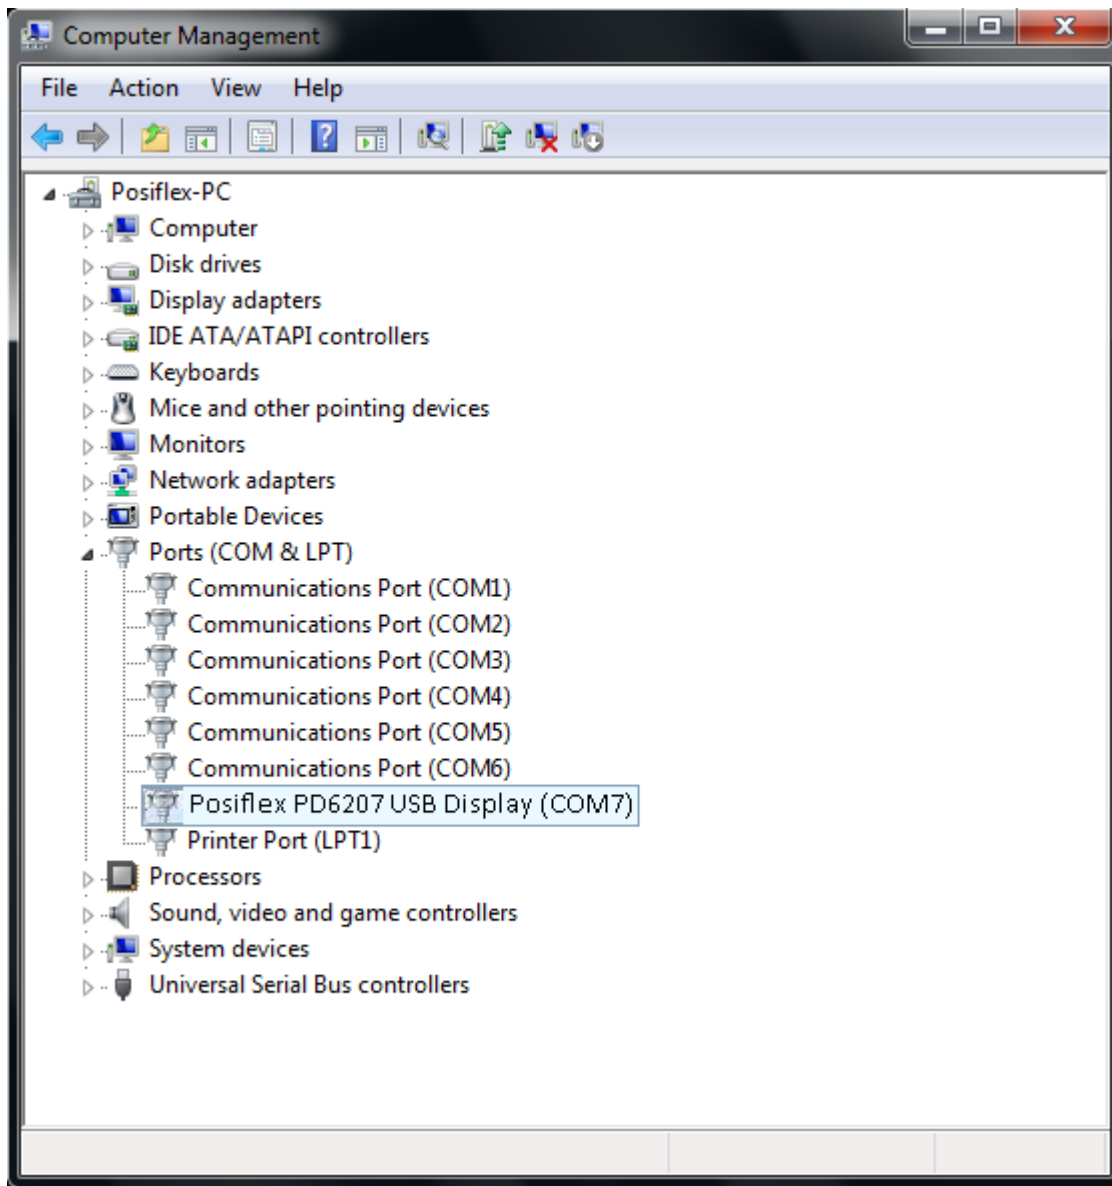 Computer Management
File Action View Help
Posiflex-PC
Computer
Disk drives
Display adapters
IDE ATA/ATAPI controllers
Keyboards
Mice and other pointing devices
Monitors
Network adapters
Portable Devices
Ports (COM & LPT)
Communications Port (COM1)
Communications Port (COM2)
Communications Port (COM3)
Communications Port (COM4)
Communications Port (COM5)
Communications Port (COM6)
Posiflex PD6207 USB Display (COM7)
Printer Port (LPT1)
Processors
Sound, video and game controllers
System devices
Universal Serial Bus controllers